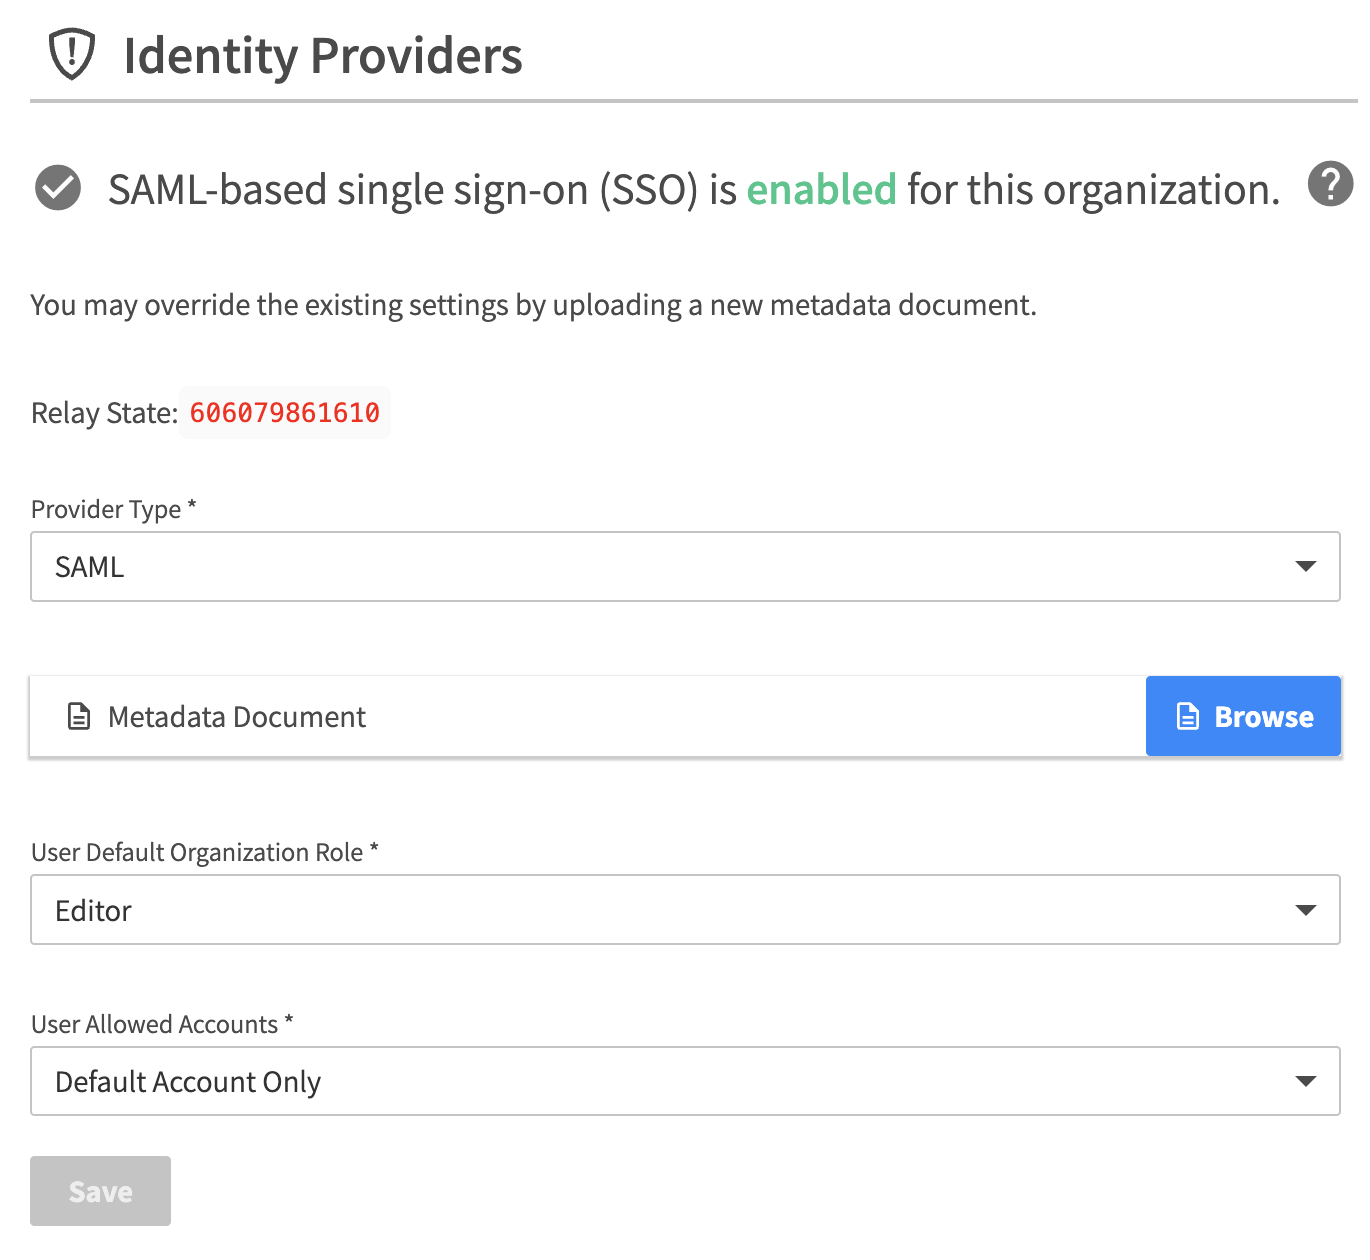 Identity Providers
SAML-based single sign-on (SSO) is enabled for this organization.
You may override the existing settings by uploading a new metadata document.
Relay State: 606079861610
Provider Type *
SAML
Metadata Document
Browse
User Default Organization Role *
Editor
User Allowed Accounts *
Default Account Only
Save